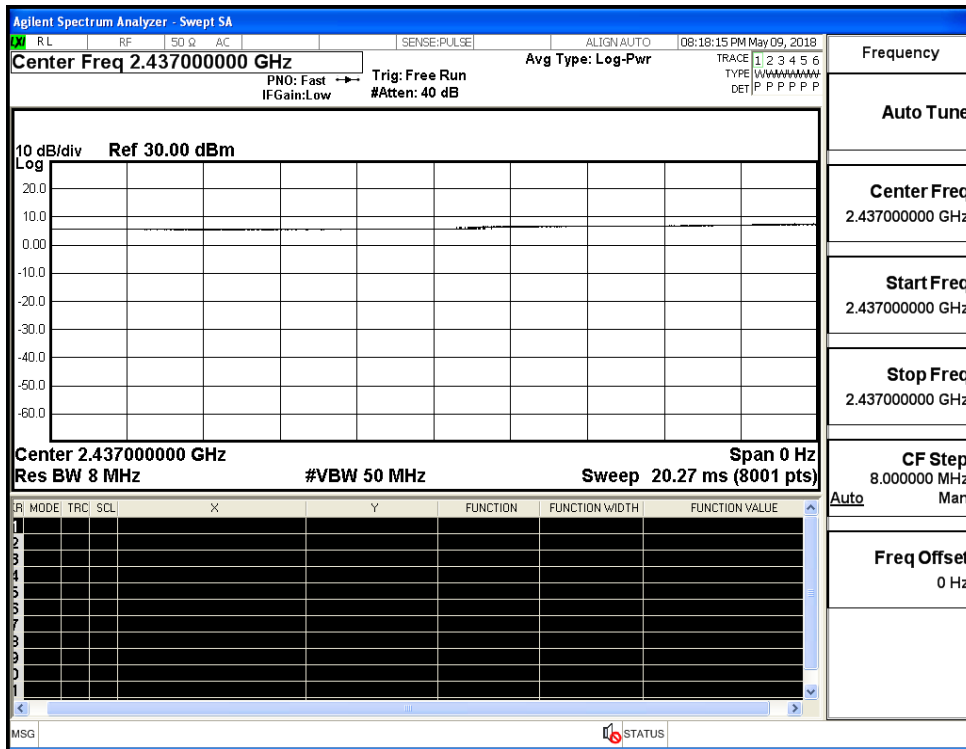 Agilent Spectrum Analyzer - Swept SA
LXI RL RF 50 Ω AC SENSE:PULSE ALIGN AUTO 08:18:15 PM May 09, 2018
Center Freq 2.437000000 GHz
PNO: Fast
IFGain:Low
Trig: Free Run
#Atten: 40 dB
Avg Type: Log-Pwr
TRACE 1 2 3 4 5 6
TYPE WWWWWW
DET P P P P P P
10 dB/div Ref 30.00 dBm
Log
20.0
10.0
0.00
-10.0
-20.0
-30.0
-40.0
-50.0
-60.0
Center 2.437000000 GHz Span 0 Hz
Res BW 8 MHz #VBW 50 MHz Sweep 20.27 ms (8001 pts)
MODE TRC SCL X Y FUNCTION FUNCTION WIDTH FUNCTION VALUE
1
2
3
4
5
6
7
8
9
0
1
MSG STATUS
Frequency
Auto Tune
Center Freq
2.437000000 GHz
Start Freq
2.437000000 GHz
Stop Freq
2.437000000 GHz
CF Step
8.000000 MHz
Auto Man
Freq Offset
0 Hz